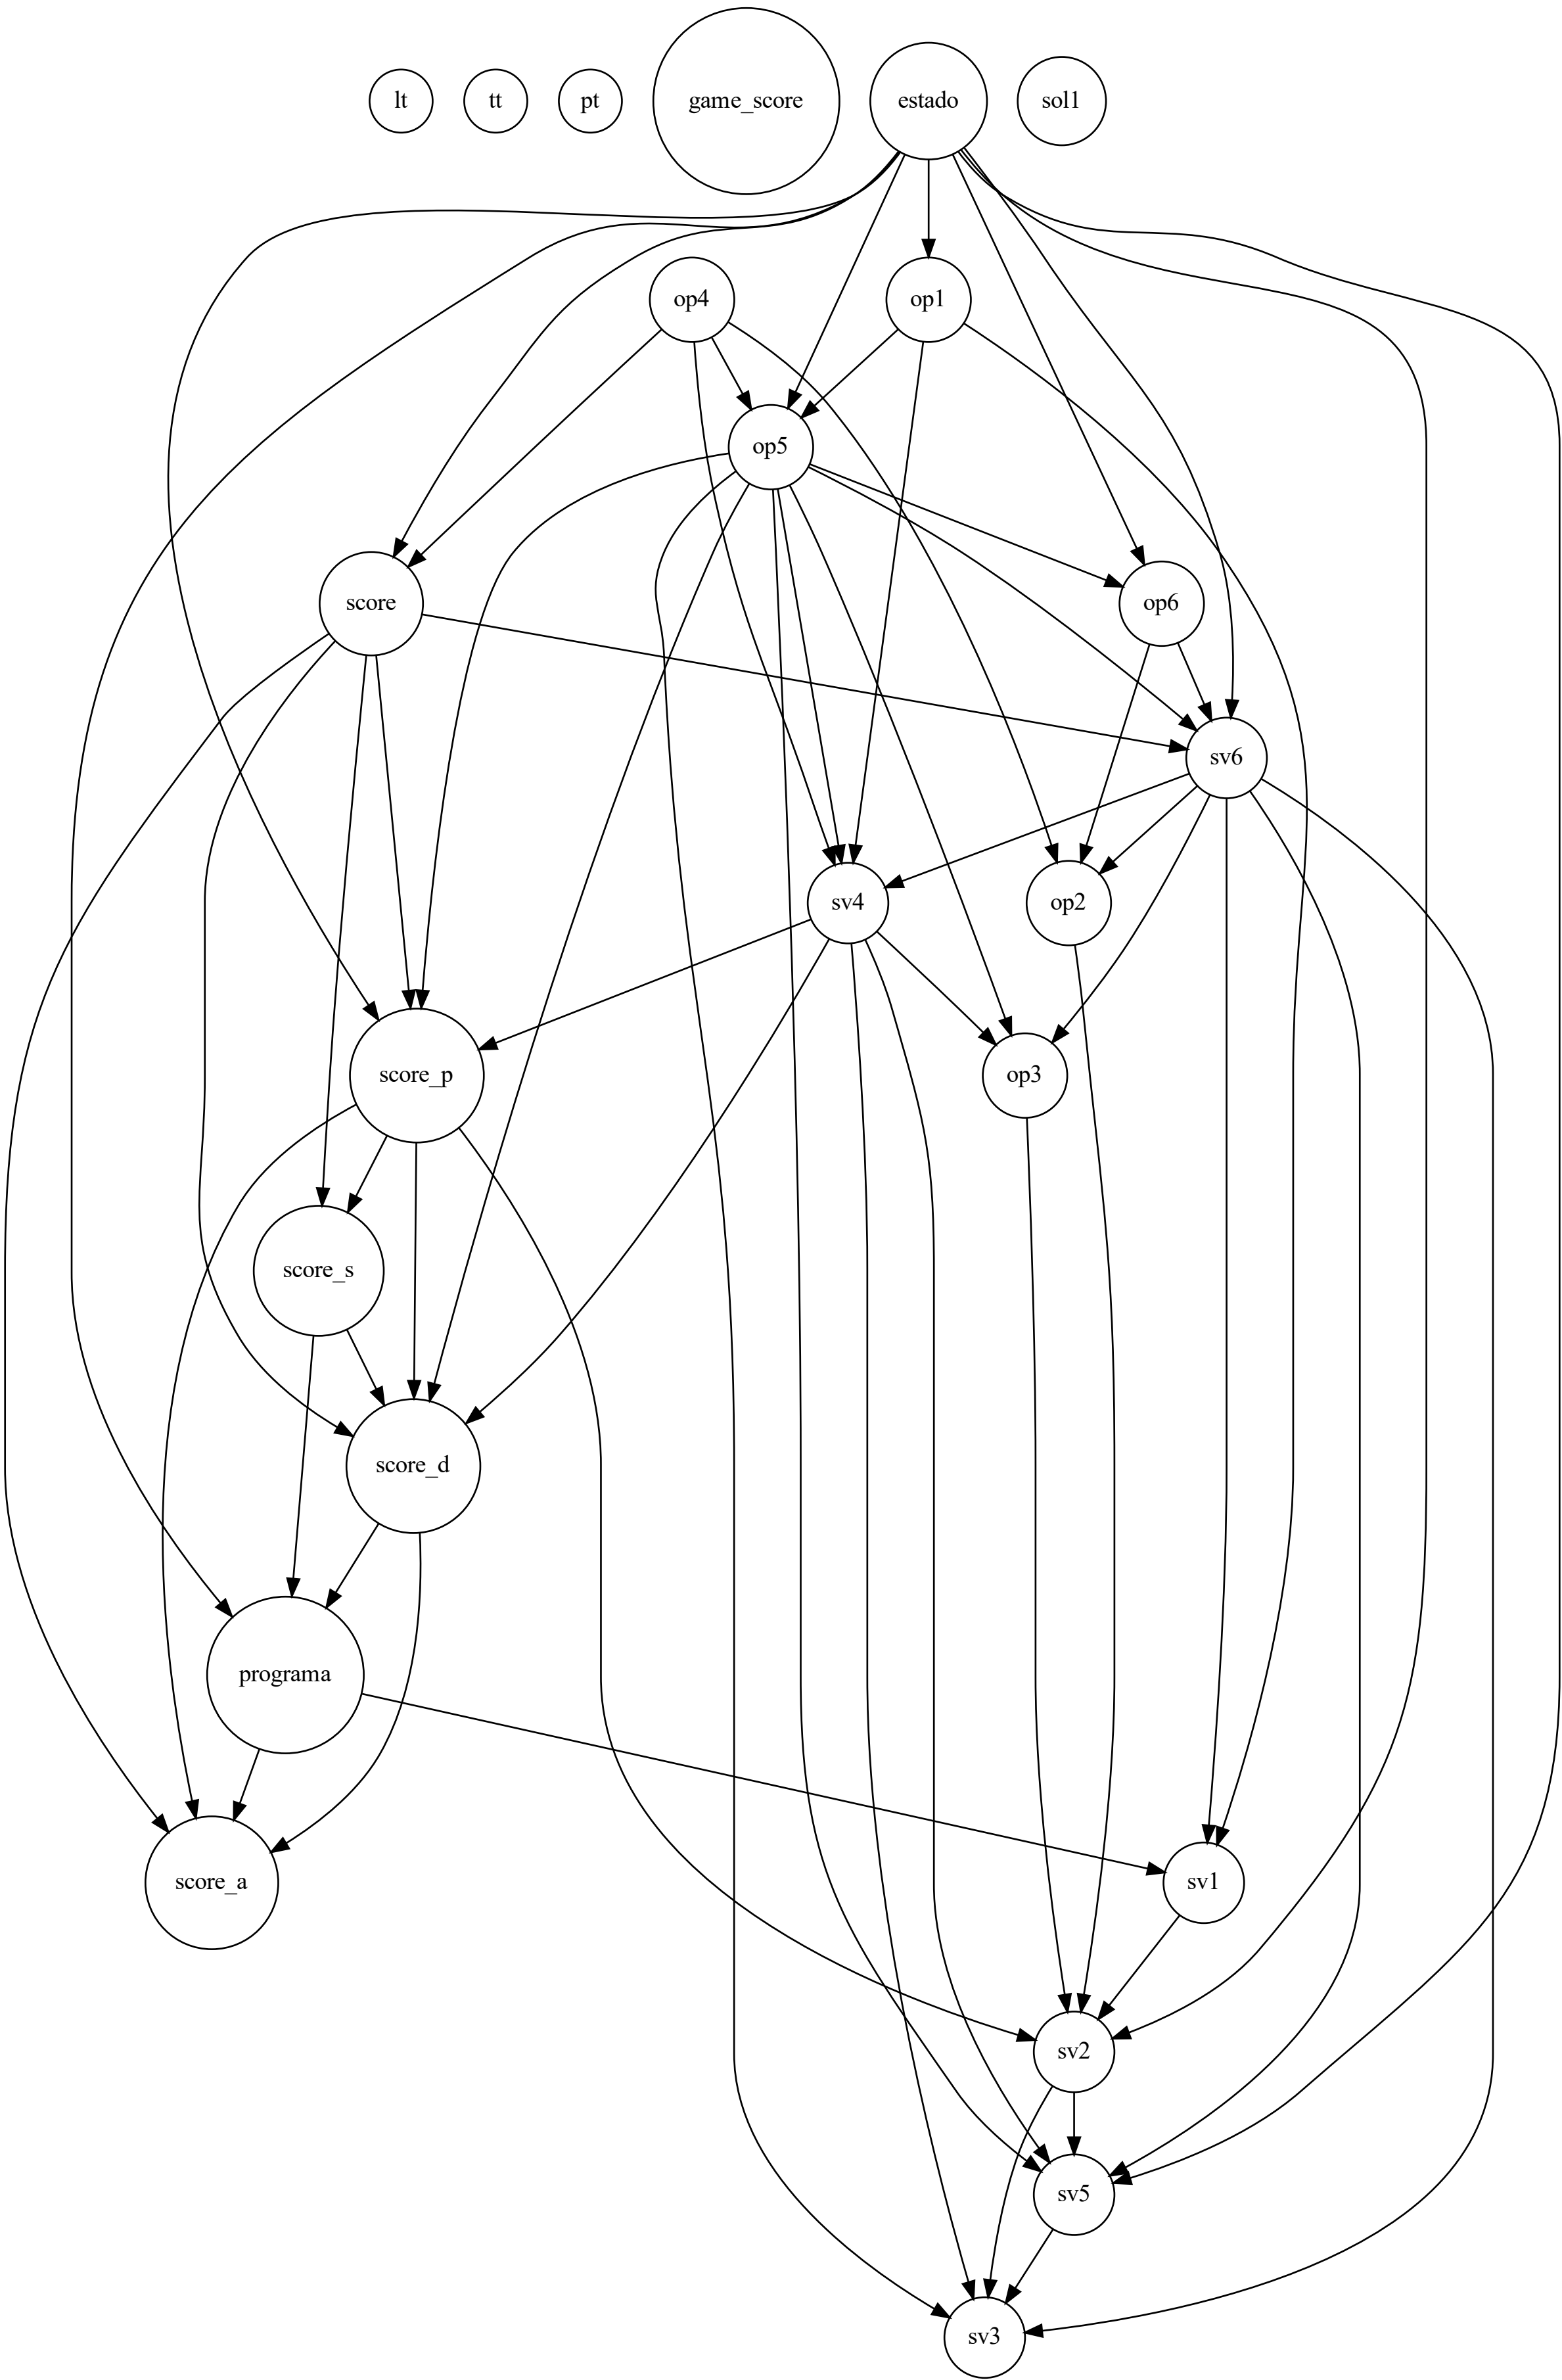 lt
tt
pt
game_score
estado
sol1
op4
op1
op5
score
op6
sv6
sv4
op2
score_p
op3
score_s
score_d
programa
score_a
sv1
sv2
sv5
sv3